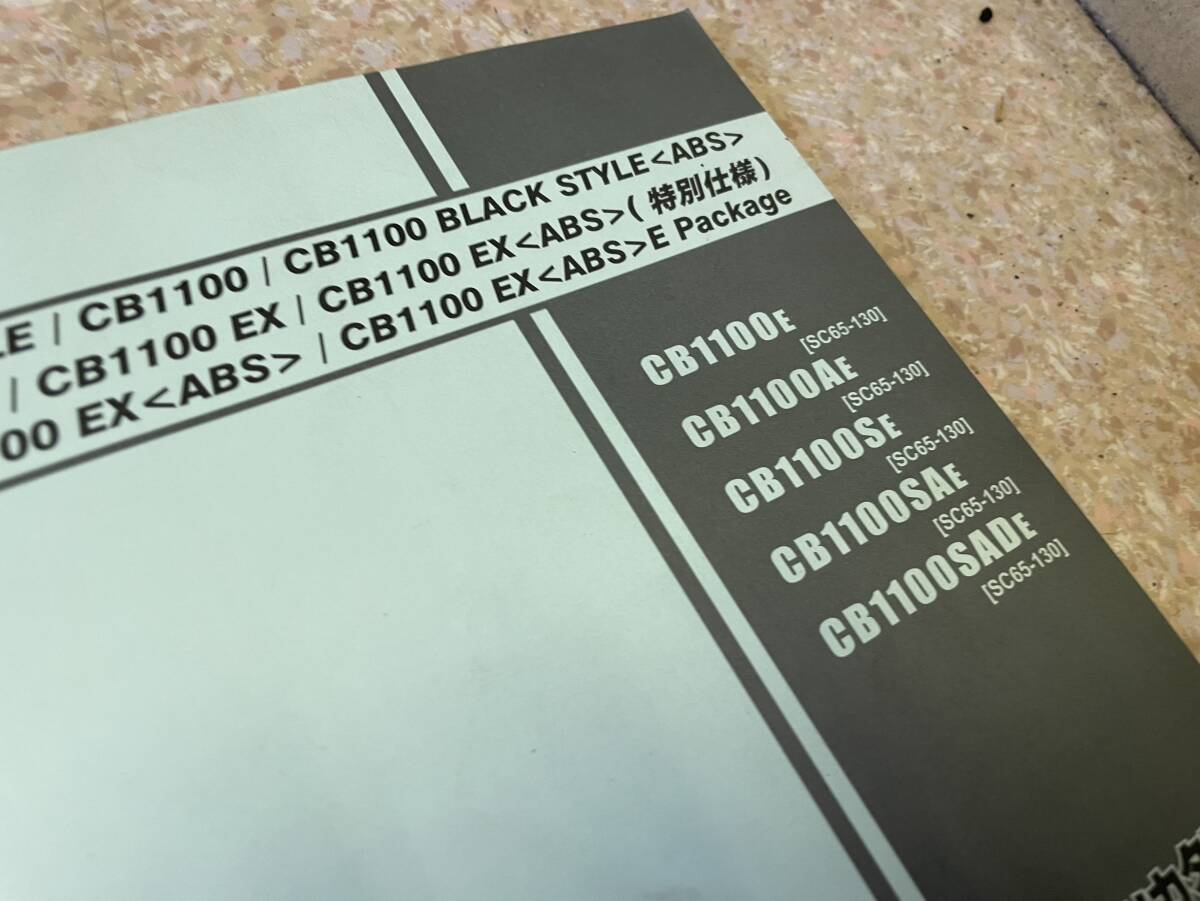 LE / CB1100 / CB1100 BLACK STYLE<ABS>
/ CB1100 EX / CB1100 EX<ABS>(特別仕様)
00 EX<ABS> / CB1100 EX<ABS>E Package
CB1100E
[SC65-130]
CB1100AE
[SC65-130]
CB1100SE
[SC65-130]
CB1100SAE
[SC65-130]
CB1100SADE
[SC65-130]